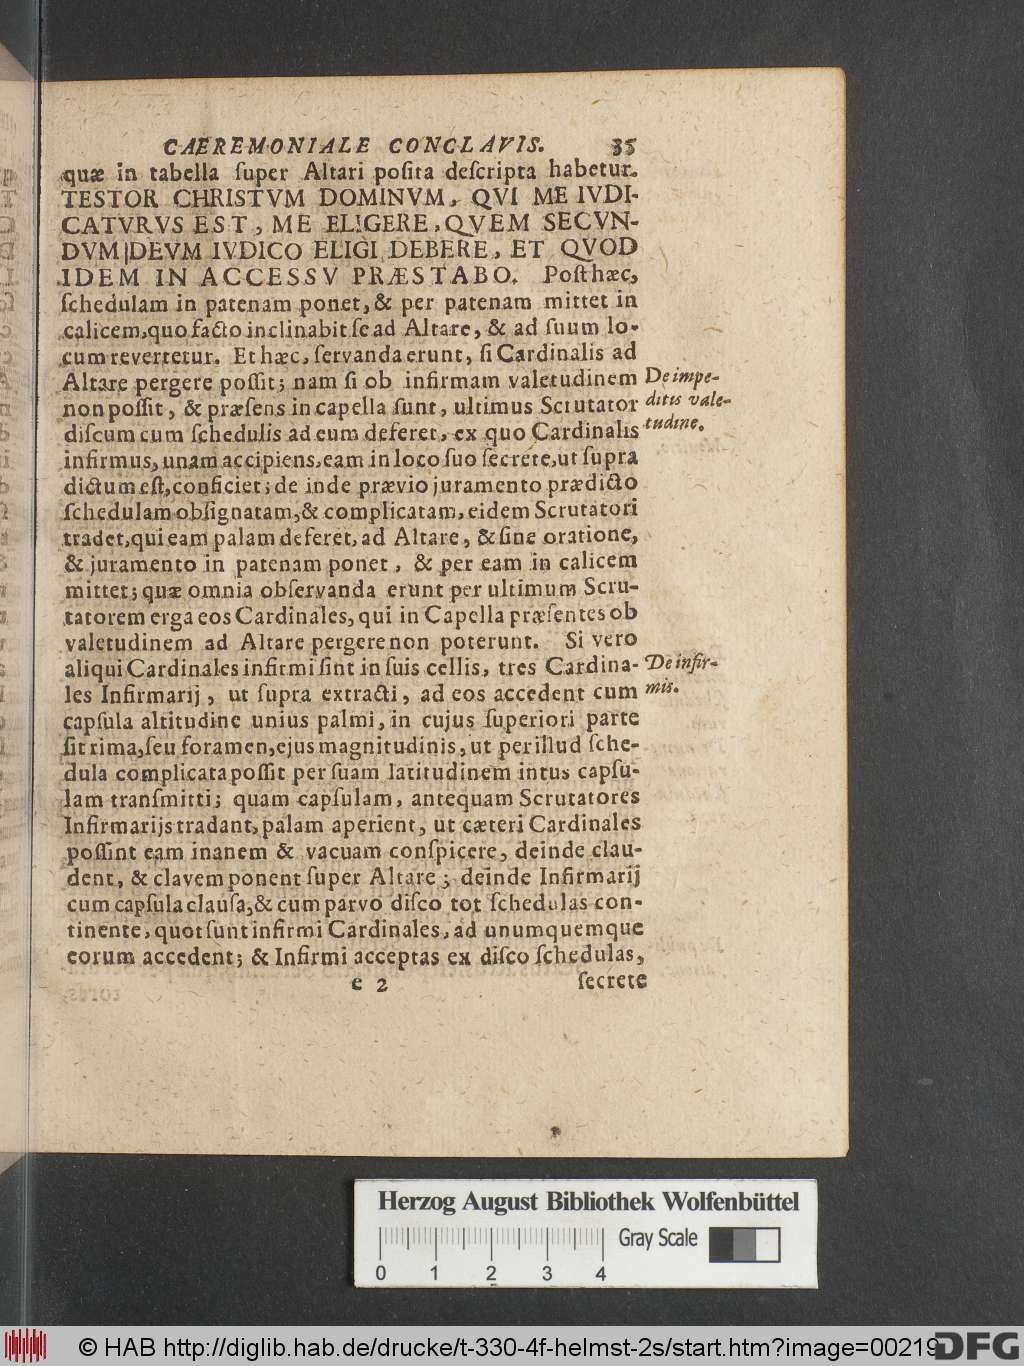 CAEREMONIALE CONCLAVIS. 35
quæ in tabella ſuper Altari poſita deſcripta habetur.
TESTOR CHRISTVM DOMINVM, QVI ME IVDI-
CATVRVS EST, ME ELIGERE, QVEM SECVN-
DVM DEVM IVDICO ELIGI DEBERE, ET QVOD
IDEM IN ACCESSV PRÆSTABO. Poſt hæc,
ſchedulam in patenam ponet, & per patenam mittet in
calicem, quo facto inclinabit ſe ad Altare, & ad ſuum lo-
cum revertetur. Et hæc, ſervanda erunt, ſi Cardinalis ad
Altare pergere poſſit; nam ſi ob infirmam valetudinem
De impe-
non poſſit, & præſens in capella ſunt, ultimus Scrutator
ditis vale-
diſcum cum ſchedulis ad eum deferet, ex quo Cardinalis
tudine.
infirmus, unam accipiens, eam in loco ſuo ſecrete, ut ſupra
dictum eſt, conficiet; de inde prævio juramento prædicto
ſchedulam obſignatam, & complicatam, eidem Scrutatori
tradet, qui eam palam deferet, ad Altare, & ſine oratione,
& juramento in patenam ponet, & per eam in calicem
mittet; quæ omnia obſervanda erunt per ultimum Scru-
tatorem erga eos Cardinales, qui in Capella præſentes ob
valetudinem ad Altare pergere non poterunt. Si vero
aliqui Cardinales infirmi ſint in ſuis cellis, tres Cardina-
De infir-
les Infirmarij, ut ſupra extracti, ad eos accedent cum
mis.
capſula altitudine unius palmi, in cujus ſuperiori parte
ſit rima, ſeu foramen, ejus magnitudinis, ut per illud ſche-
dula complicata poſſit per ſuam latitudinem intus capſu-
lam tranſmitti; quam capſulam, antequam Scrutatores
Infirmarijs tradant, palam aperient, ut cæteri Cardinales
poſſint eam inanem & vacuam conſpicere, deinde clau-
dent, & clavem ponent ſuper Altare; deinde Infirmarij
cum capſula clauſa, & cum parvo diſco tot ſchedulas con-
tinente, quot ſunt infirmi Cardinales, ad unumquemque
eorum accedent; & Infirmi acceptas ex diſco ſchedulas,
e 2 ſecrete
Herzog August Bibliothek Wolfenbüttel
Gray Scale
0 1 2 3 4
© HAB http://diglib.hab.de/drucke/t-330-4f-helmst-2s/start.htm?image=00219
DFG